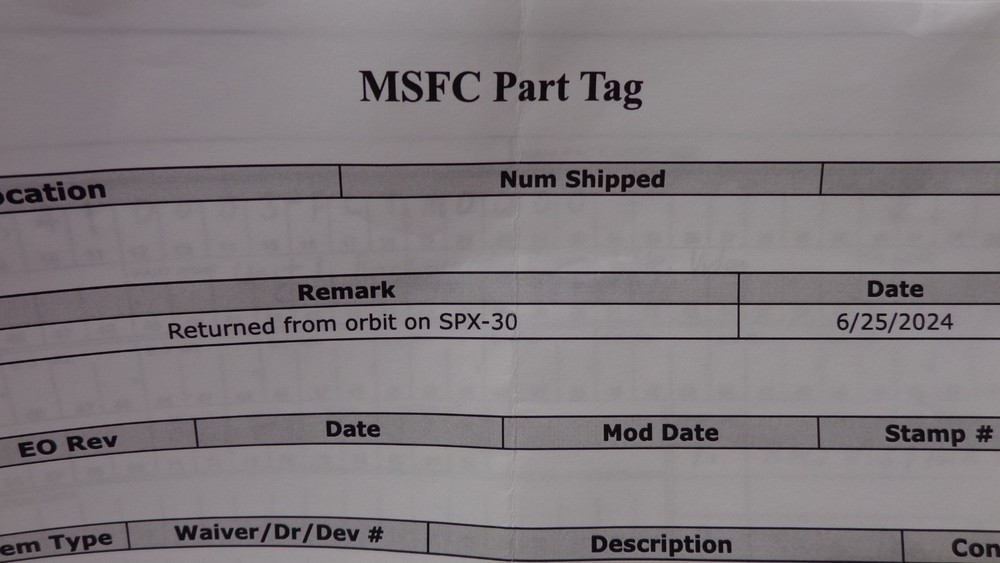 MSFC Part Tag
ocation Num Shipped
Remark Date
Returned from orbit on SPX-30 6/25/2024
EO Rev Date Mod Date Stamp #
em Type Waiver/Dr/Dev # Description Con